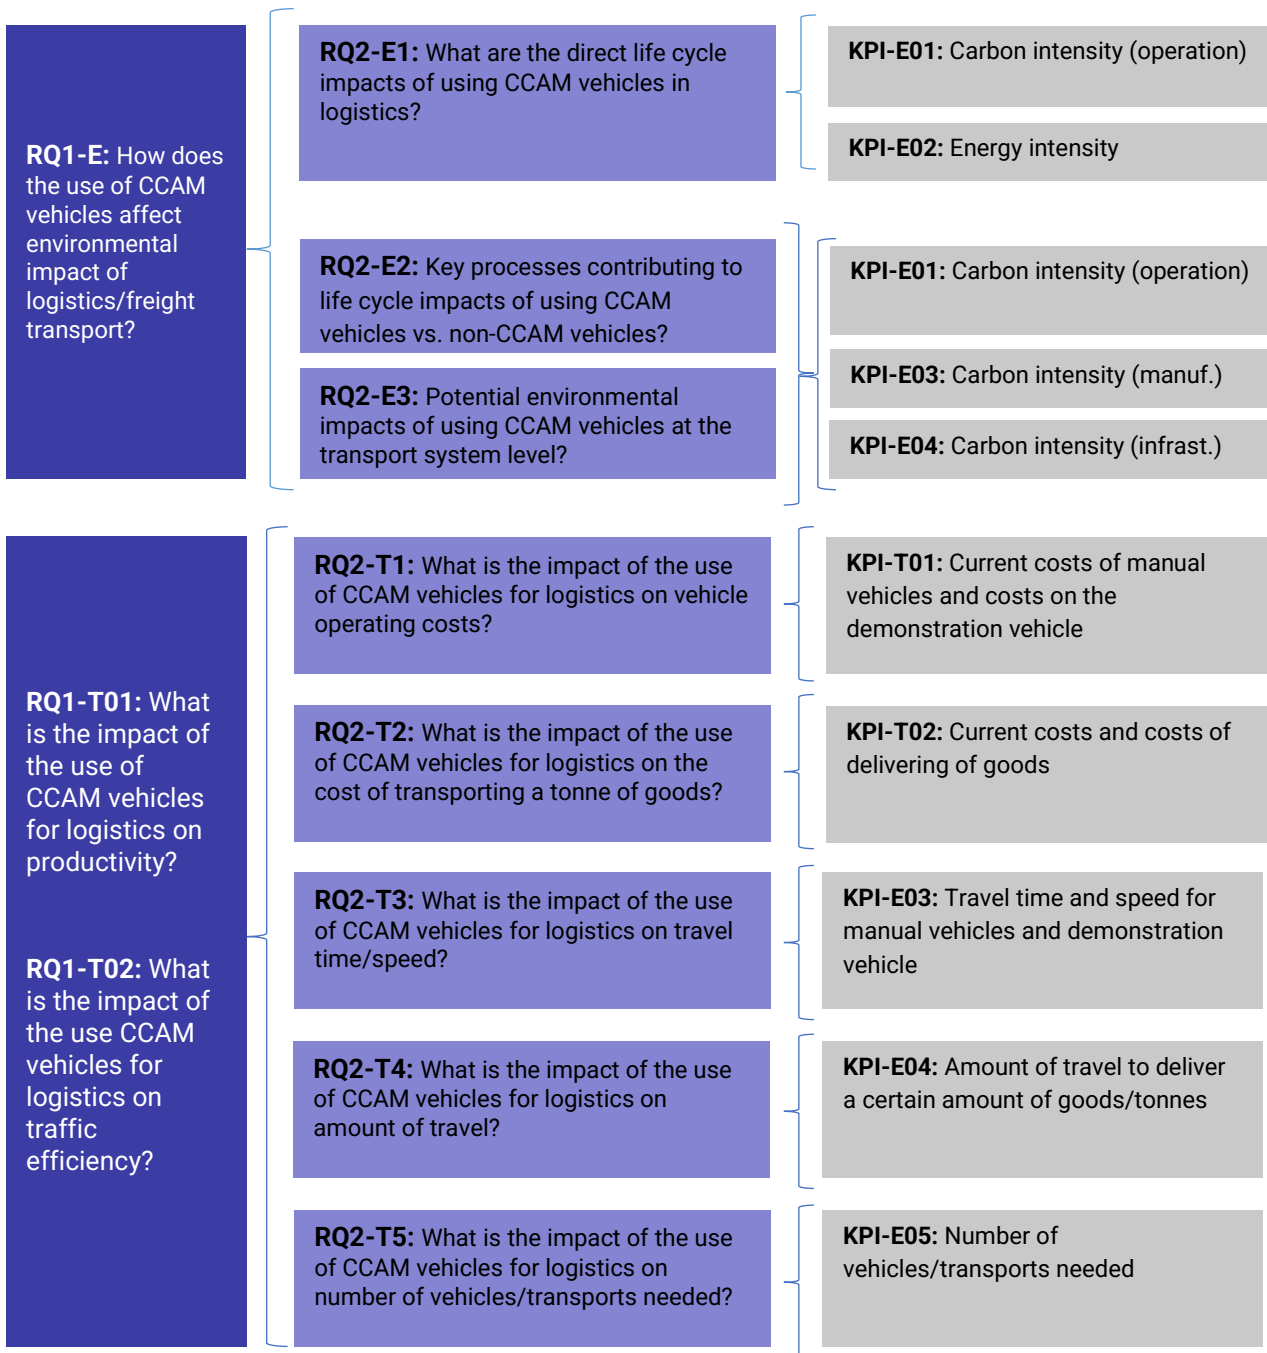 RQ1-E: How does
the use of CCAM
vehicles affect
environmental
impact of
logistics/freight
transport?
RQ2-E1: What are the direct life cycle
impacts of using CCAM vehicles in
logistics?
KPI-E01: Carbon intensity (operation)
KPI-E02: Energy intensity
RQ2-E2: Key processes contributing to
life cycle impacts of using CCAM
vehicles vs. non-CCAM vehicles?
RQ2-E3: Potential environmental
impacts of using CCAM vehicles at the
transport system level?
KPI-E01: Carbon intensity (operation)
KPI-E03: Carbon intensity (manuf.)
KPI-E04: Carbon intensity (infrast.)
RQ1-T01: What
is the impact of
the use of
CCAM vehicles
for logistics on
productivity?
RQ1-T02: What
is the impact of
the use CCAM
vehicles for
logistics on
traffic
efficiency?
RQ2-T1: What is the impact of the use
of CCAM vehicles for logistics on vehicle
operating costs?
KPI-T01: Current costs of manual
vehicles and costs on the
demonstration vehicle
RQ2-T2: What is the impact of the use
of CCAM vehicles for logistics on the
cost of transporting a tonne of goods?
KPI-T02: Current costs and costs of
delivering of goods
RQ2-T3: What is the impact of the use
of CCAM vehicles for logistics on travel
time/speed?
KPI-E03: Travel time and speed for
manual vehicles and demonstration
vehicle
RQ2-T4: What is the impact of the use
of CCAM vehicles for logistics on
amount of travel?
KPI-E04: Amount of travel to deliver
a certain amount of goods/tonnes
RQ2-T5: What is the impact of the use
of CCAM vehicles for logistics on
number of vehicles/transports needed?
KPI-E05: Number of
vehicles/transports needed